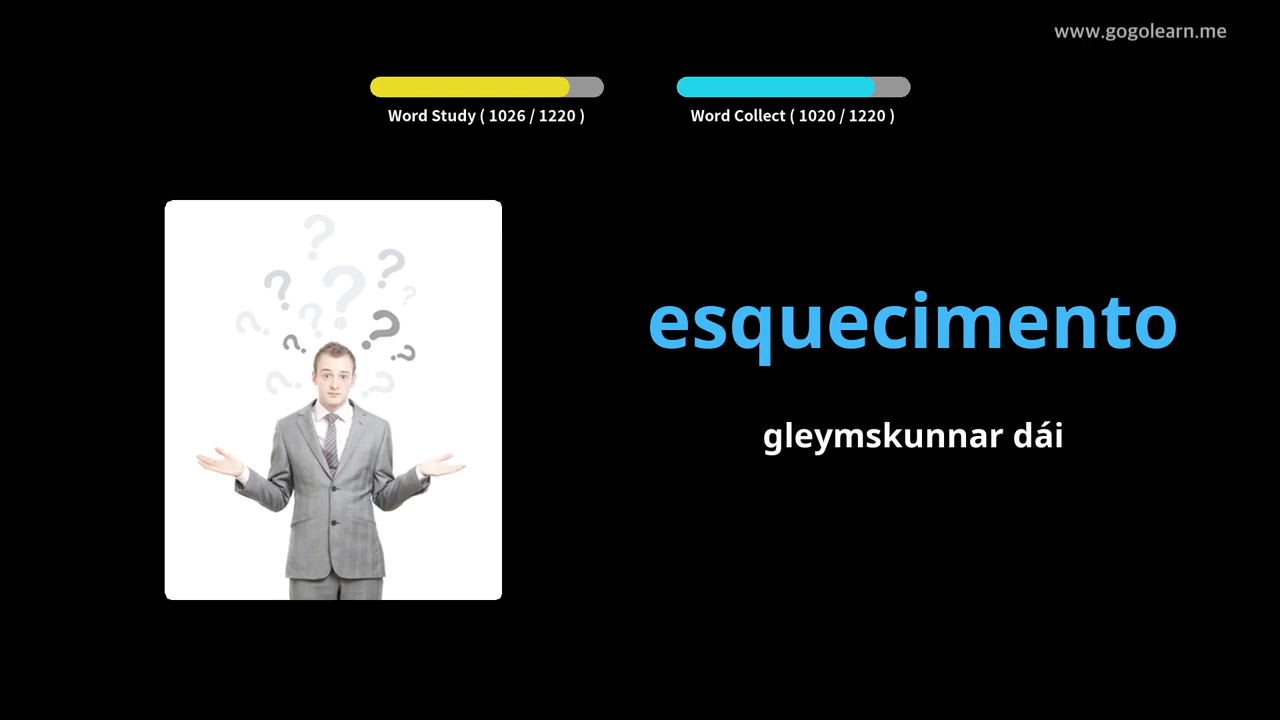 www.gogolearn.me
Word Study ( 1026 / 1220 )
Word Collect ( 1020 / 1220 )
esquecimento
gleymskunnar dái